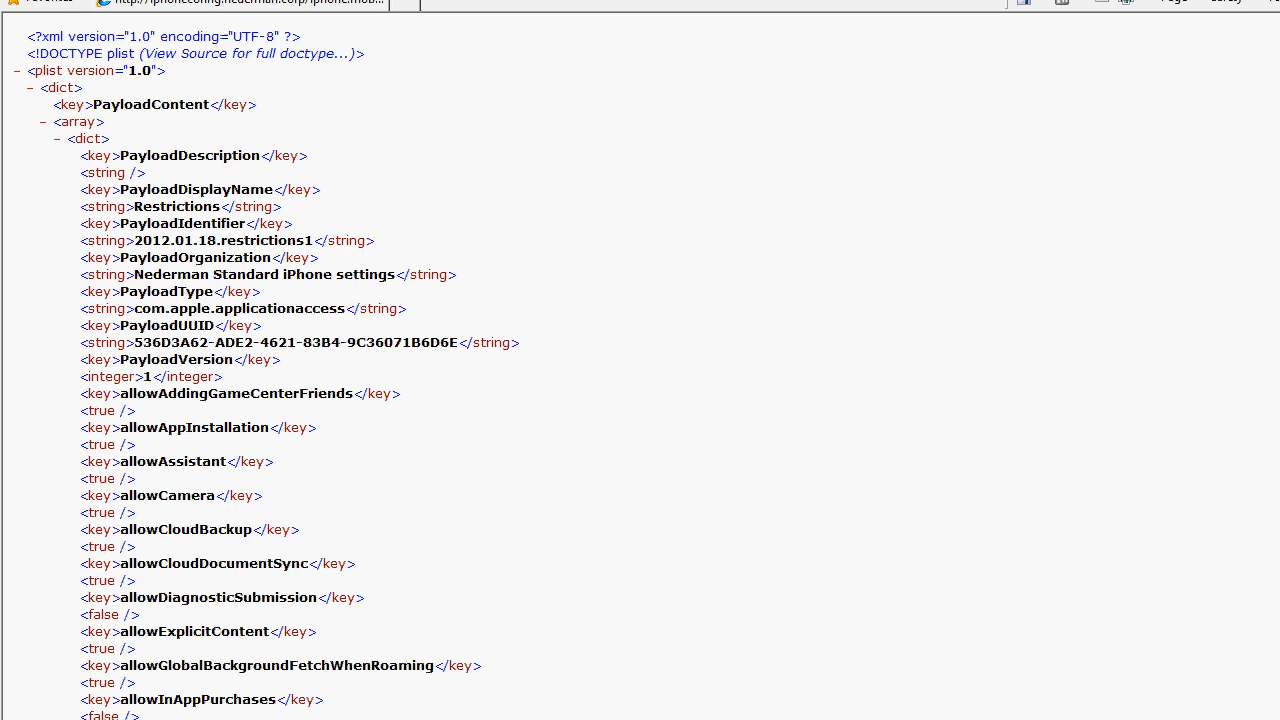 <?xml version="1.0" encoding="UTF-8" ?>
<!DOCTYPE plist (View Source for full doctype...)>
- <plist version="1.0">
- <dict>
<key>PayloadContent</key>
- <array>
- <dict>
<key>PayloadDescription</key>
<string />
<key>PayloadDisplayName</key>
<string>Restrictions</string>
<key>PayloadIdentifier</key>
<string>2012.01.18.restrictions1</string>
<key>PayloadOrganization</key>
<string>Nederman Standard iPhone settings</string>
<key>PayloadType</key>
<string>com.apple.applicationaccess</string>
<key>PayloadUUID</key>
<string>536D3A62-ADE2-4621-83B4-9C36071B6D6E</string>
<key>PayloadVersion</key>
<integer>1</integer>
<key>allowAddingGameCenterFriends</key>
<true />
<key>allowAppInstallation</key>
<true />
<key>allowAssistant</key>
<true />
<key>allowCamera</key>
<true />
<key>allowCloudBackup</key>
<true />
<key>allowCloudDocumentSync</key>
<true />
<key>allowDiagnosticSubmission</key>
<false />
<key>allowExplicitContent</key>
<true />
<key>allowGlobalBackgroundFetchWhenRoaming</key>
<true />
<key>allowInAppPurchases</key>
<false />